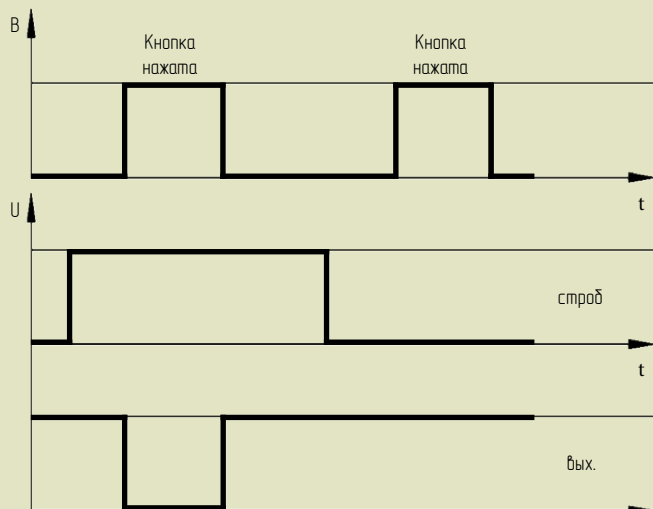 B
Кнопка
нажата
Кнопка
нажата
t
U
строб
t
вых.